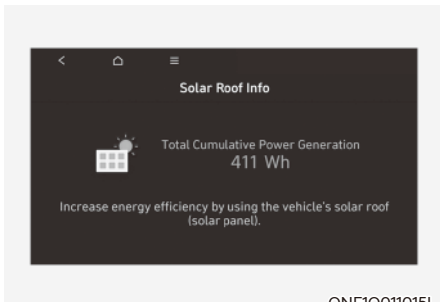 Solar Roof Info
Total Cumulative Power Generation
411 Wh
Increase energy efficiency by using the vehicle's solar roof
(solar panel).